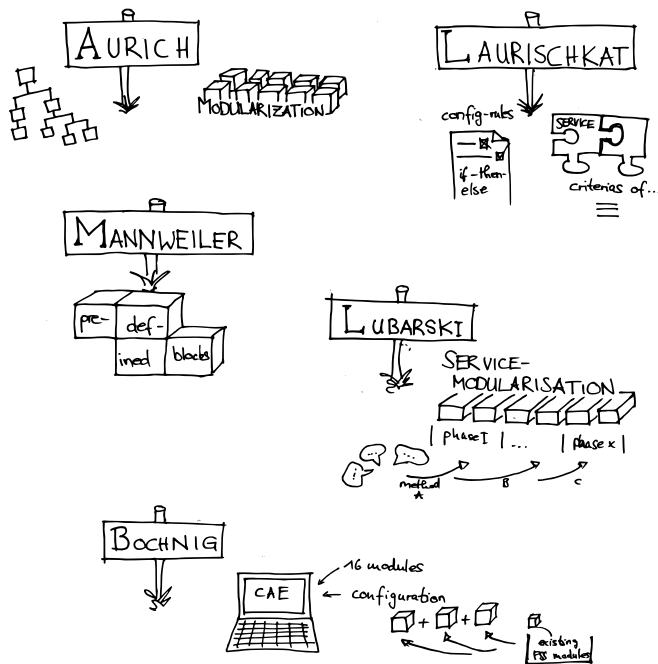 AURICH
MODULARIZATION
LAURISCHKAT
config-rules
if-then-
else
SERVICE
criterias of...
MANNWEILER
pre-
def-
ined
blocks
LUBARSKI
SERVICE-
MODULARISATION
| phase I | ... | phase x |
method
A
B
C
BOCHNIG
CAE
16 modules
configuration
+ +
existing
PSS modules